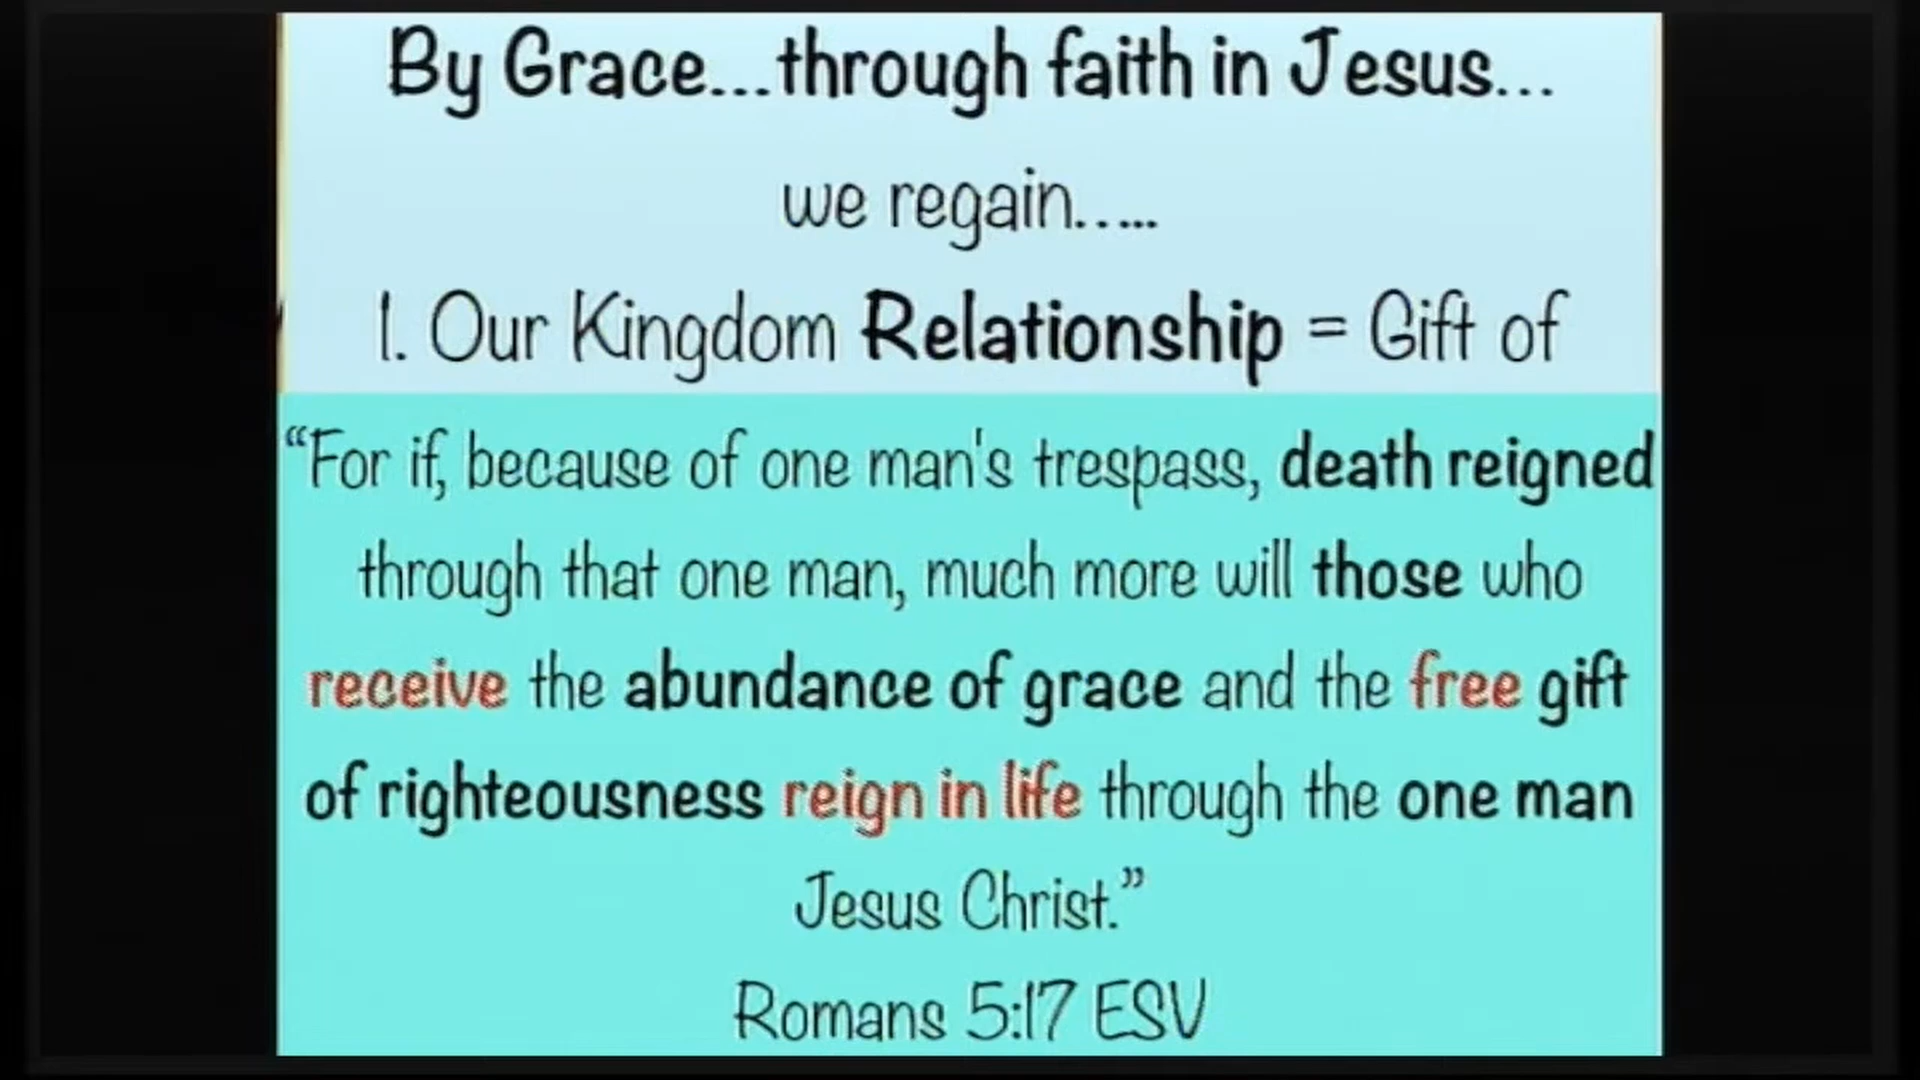 By Grace...through faith in Jesus...
we regain.....
1. Our Kingdom Relationship = Gift of
“For if, because of one man's trespass, death reigned
through that one man, much more will those who
receive the abundance of grace and the free gift
of righteousness reign in life through the one man
Jesus Christ.”
Romans 5:17 ESV